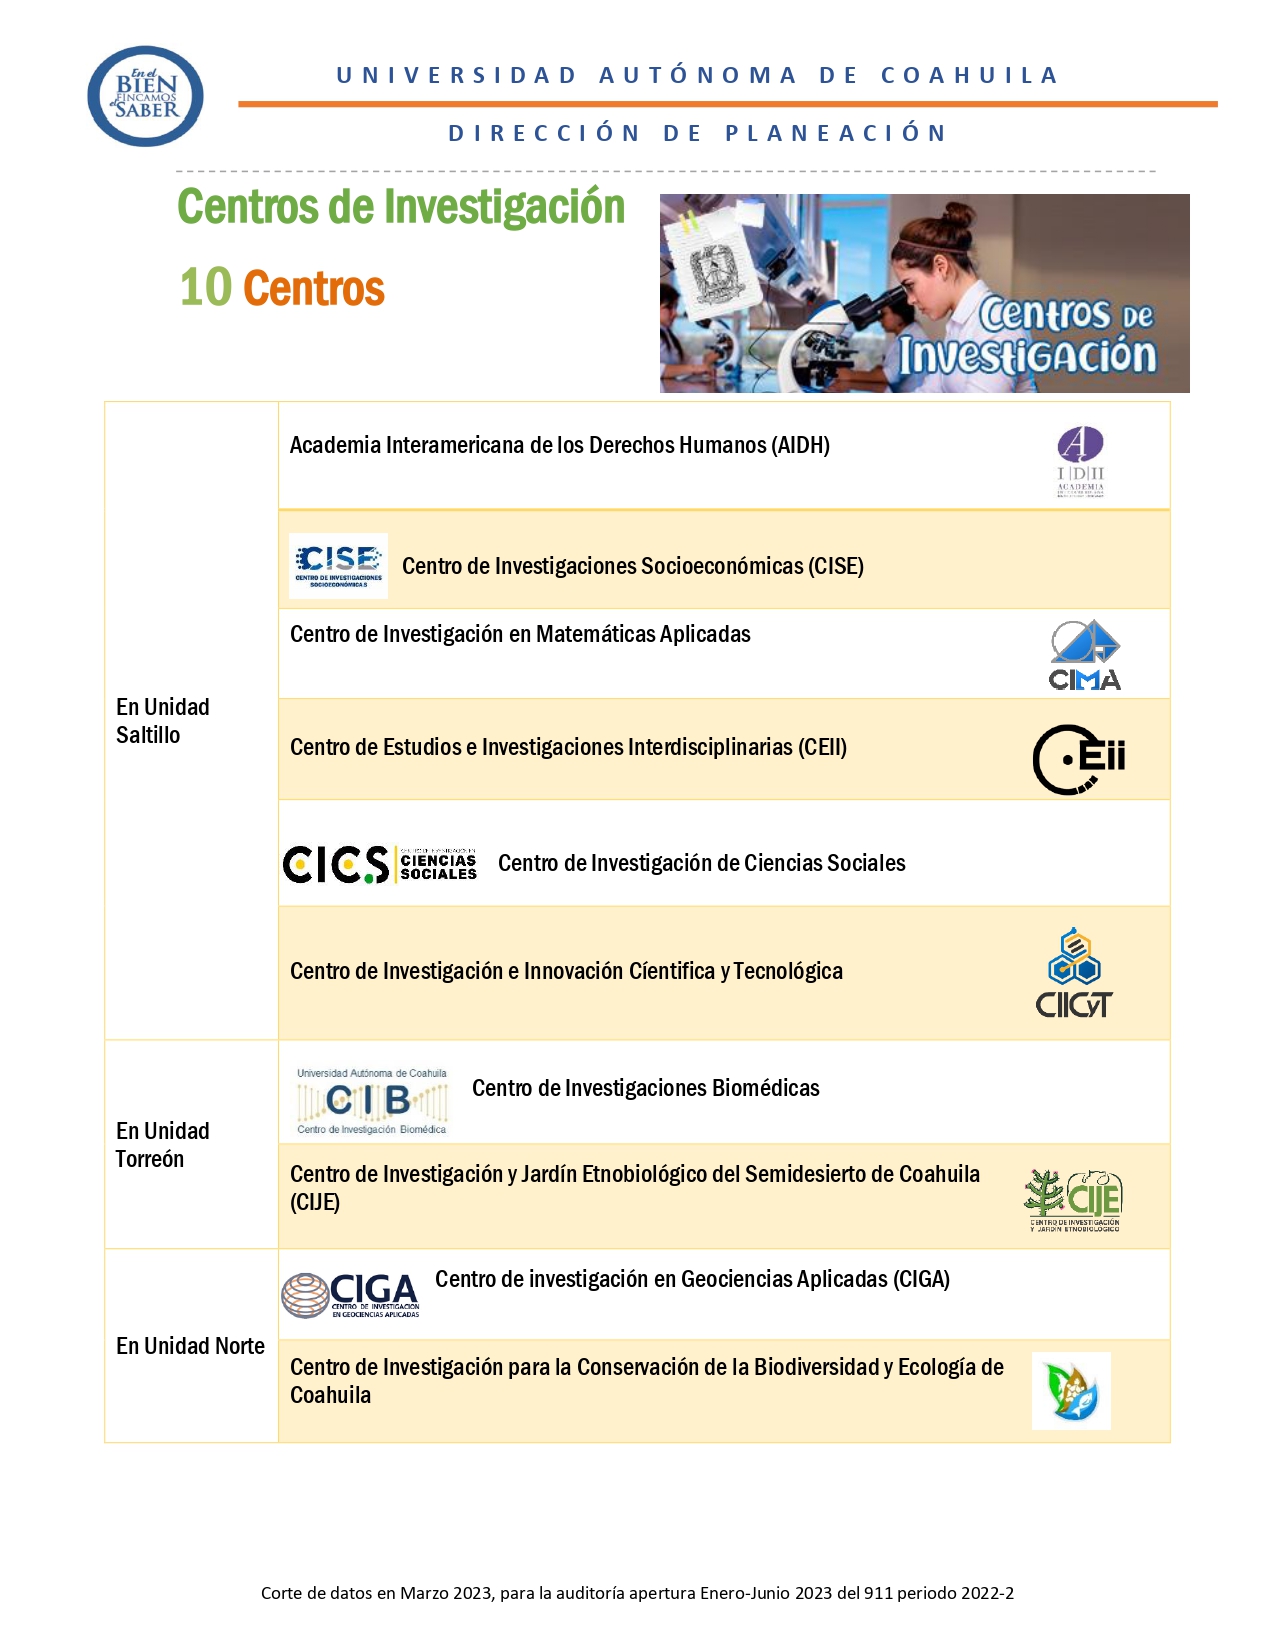 En el
BIEN
FINCAMOS
el SABER
UNIVERSIDAD AUTÓNOMA DE COAHUILA
DIRECCIÓN DE PLANEACIÓN
Centros de Investigación
10 Centros
Centros de
Investigación
En Unidad
Saltillo
Academia Interamericana de los Derechos Humanos (AIDH)
A
I|D|H
ACADEMIA
CISE
CENTRO DE INVESTIGACIONES
SOCIOECONÓMICAS
Centro de Investigaciones Socioeconómicas (CISE)
Centro de Investigación en Matemáticas Aplicadas
CIMA
Centro de Estudios e Investigaciones Interdisciplinarias (CEII)
CEii
CICS
CENTRO DE INVESTIGACIONES EN
CIENCIAS
SOCIALES
Centro de Investigación de Ciencias Sociales
Centro de Investigación e Innovación Cíentifica y Tecnológica
CIICyT
En Unidad
Torreón
Universidad Autónoma de Coahuila
CIB
Centro de Investigación Biomédica
Centro de Investigaciones Biomédicas
Centro de Investigación y Jardín Etnobiológico del Semidesierto de Coahuila
(CIJE)
CIJE
CENTRO DE INVESTIGACIÓN
Y JARDÍN ETNOBIOLÓGICO
En Unidad Norte
CIGA
CENTRO DE INVESTIGACIÓN
EN GEOCIENCIAS APLICADAS
Centro de investigación en Geociencias Aplicadas (CIGA)
Centro de Investigación para la Conservación de la Biodiversidad y Ecología de
Coahuila
Corte de datos en Marzo 2023, para la auditoría apertura Enero-Junio 2023 del 911 periodo 2022-2